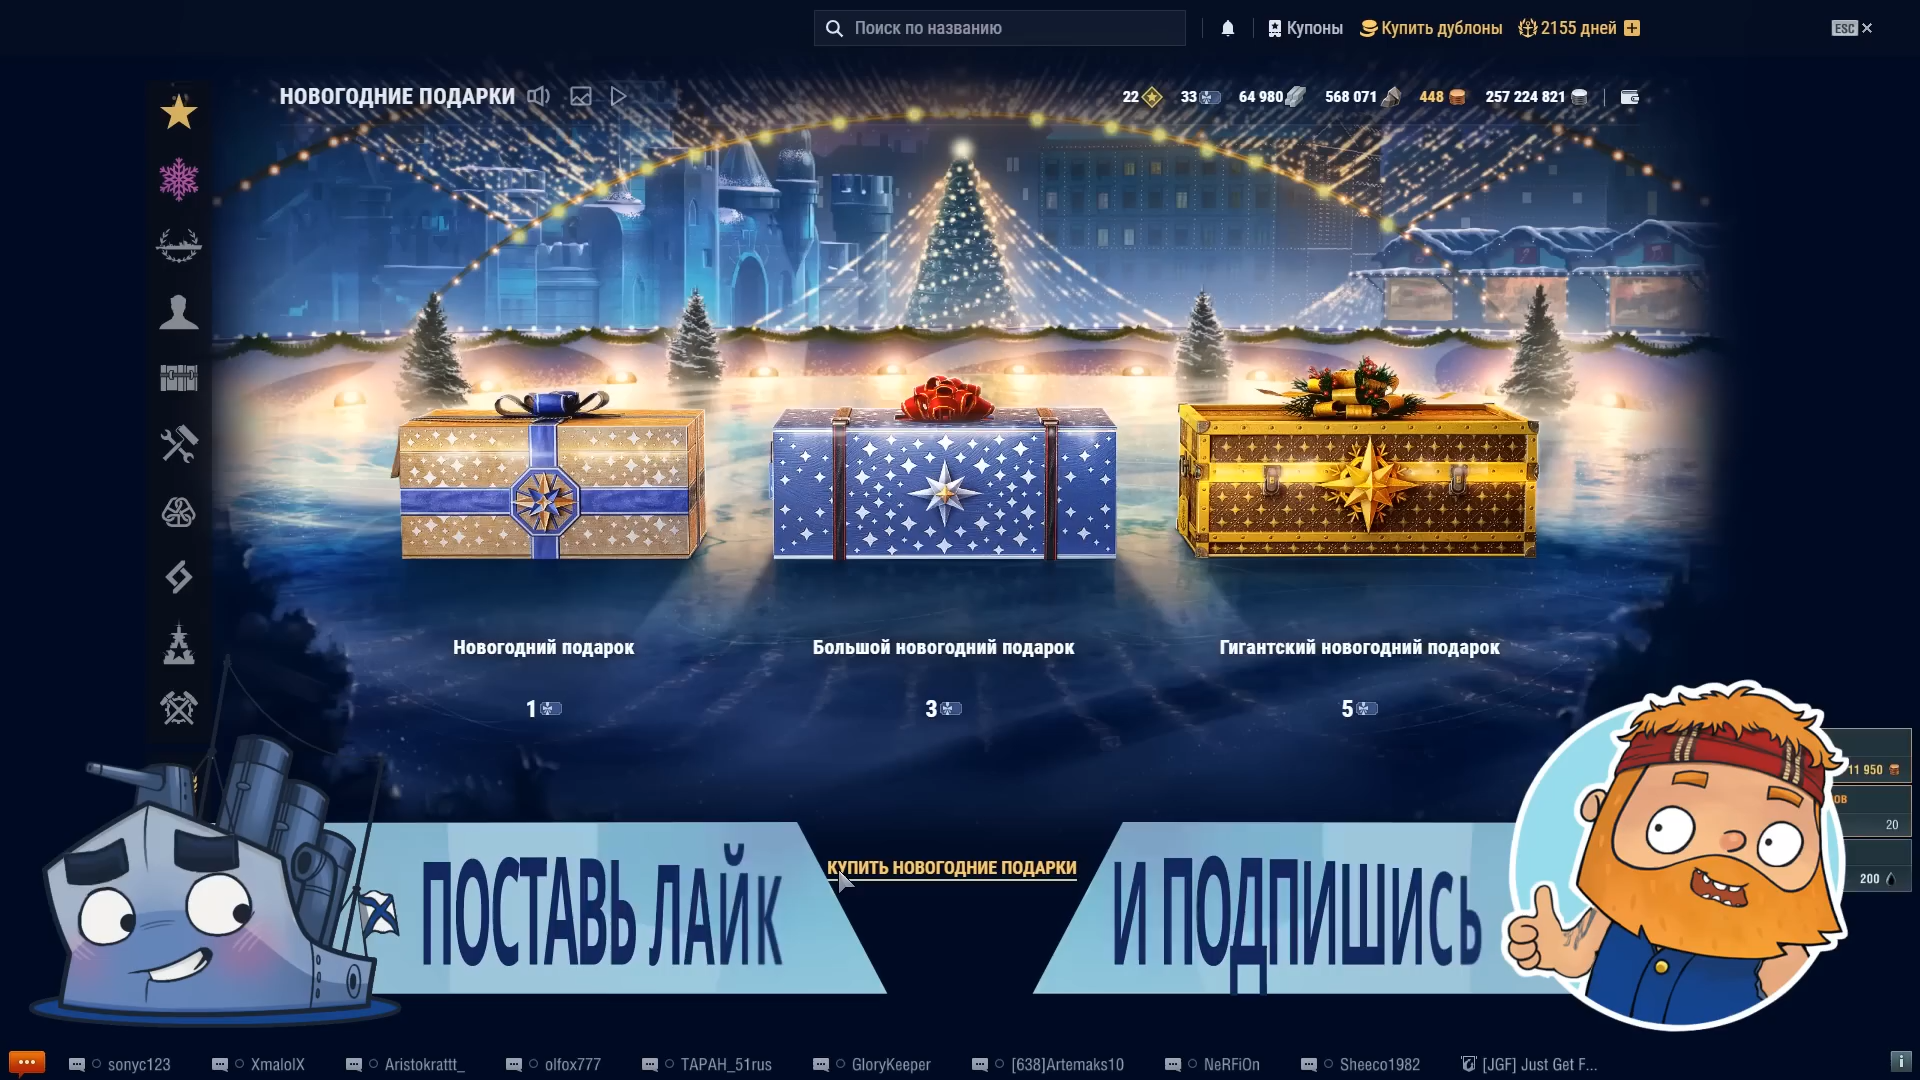 Поиск по названию
Купоны
Купить дублоны
2155 дней
ESC
НОВОГОДНИЕ ПОДАРКИ
22
33
64 980
568 071
448
257 224 821
Новогодний подарок
Большой новогодний подарок
Гигантский новогодний подарок
1
3
5
11 950
ОВ
20
200
КУПИТЬ НОВОГОДНИЕ ПОДАРКИ
ПОСТАВЬ ЛАЙК
И ПОДПИШИСЬ
sonyc123
XmalolX
Aristokrattt_
olfox777
TAPAH_51rus
GloryKeeper
[638]Artemaks10
NeRFiOn
Sheeco1982
[JGF] Just Get F...